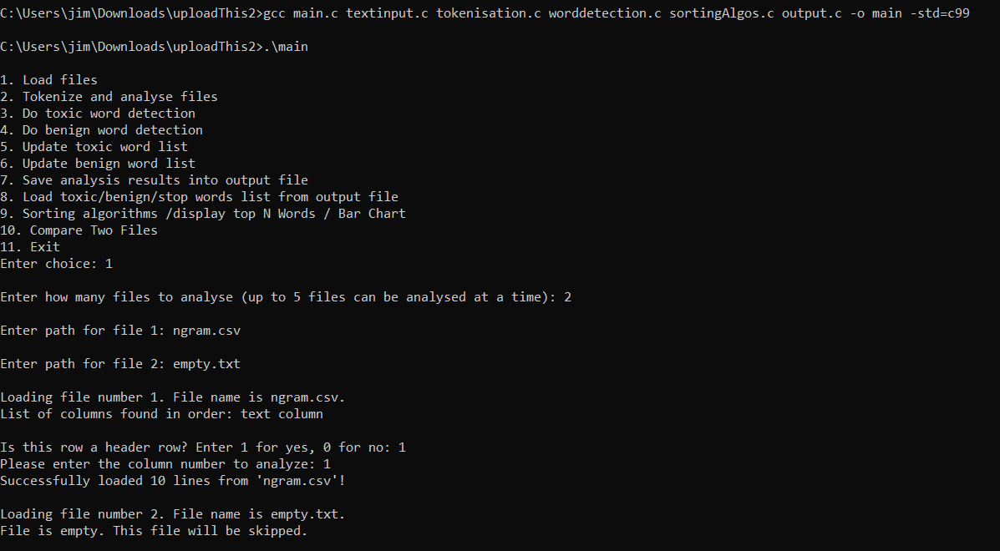 C:\Users\jim\Downloads\uploadThis2>gcc main.c textinput.c tokenisation.c worddetection.c sortingAlgos.c output.c -o main -std=c99
C:\Users\jim\Downloads\uploadThis2>.\main
1. Load files
2. Tokenize and analyse files
3. Do toxic word detection
4. Do benign word detection
5. Update toxic word list
6. Update benign word list
7. Save analysis results into output file
8. Load toxic/benign/stop words list from output file
9. Sorting algorithms /display top N Words / Bar Chart
10. Compare Two Files
11. Exit
Enter choice: 1
Enter how many files to analyse (up to 5 files can be analysed at a time): 2
Enter path for file 1: ngram.csv
Enter path for file 2: empty.txt
Loading file number 1. File name is ngram.csv.
List of columns found in order: text column
Is this row a header row? Enter 1 for yes, 0 for no: 1
Please enter the column number to analyze: 1
Successfully loaded 10 lines from 'ngram.csv'!
Loading file number 2. File name is empty.txt.
File is empty. This file will be skipped.